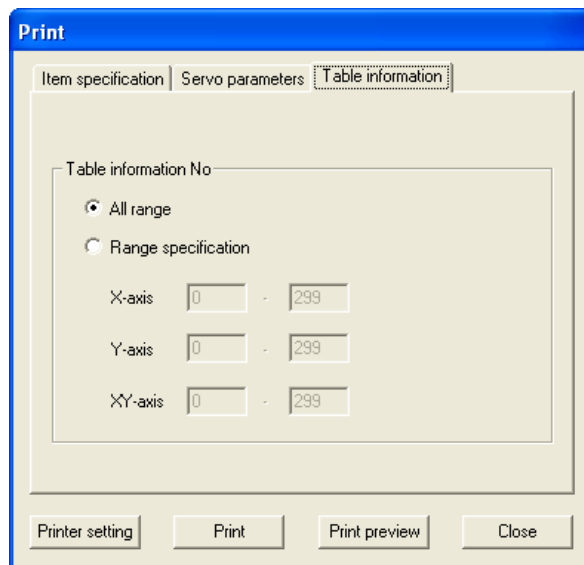 Print
Item specification Servo parameters Table information
Table information No
All range
Range specification
X-axis 0 - 299
Y-axis 0 - 299
XY-axis 0 - 299
Printer setting Print Print preview Close